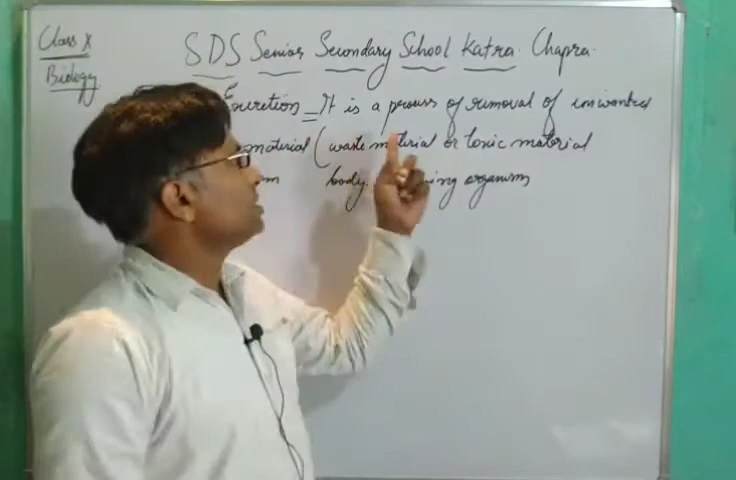 Class X
Biology
SDS Senior Secondary School Katra Chapra.
Excretion = It is a process of removal of unwanted
material (waste material or toxic material
body living organism